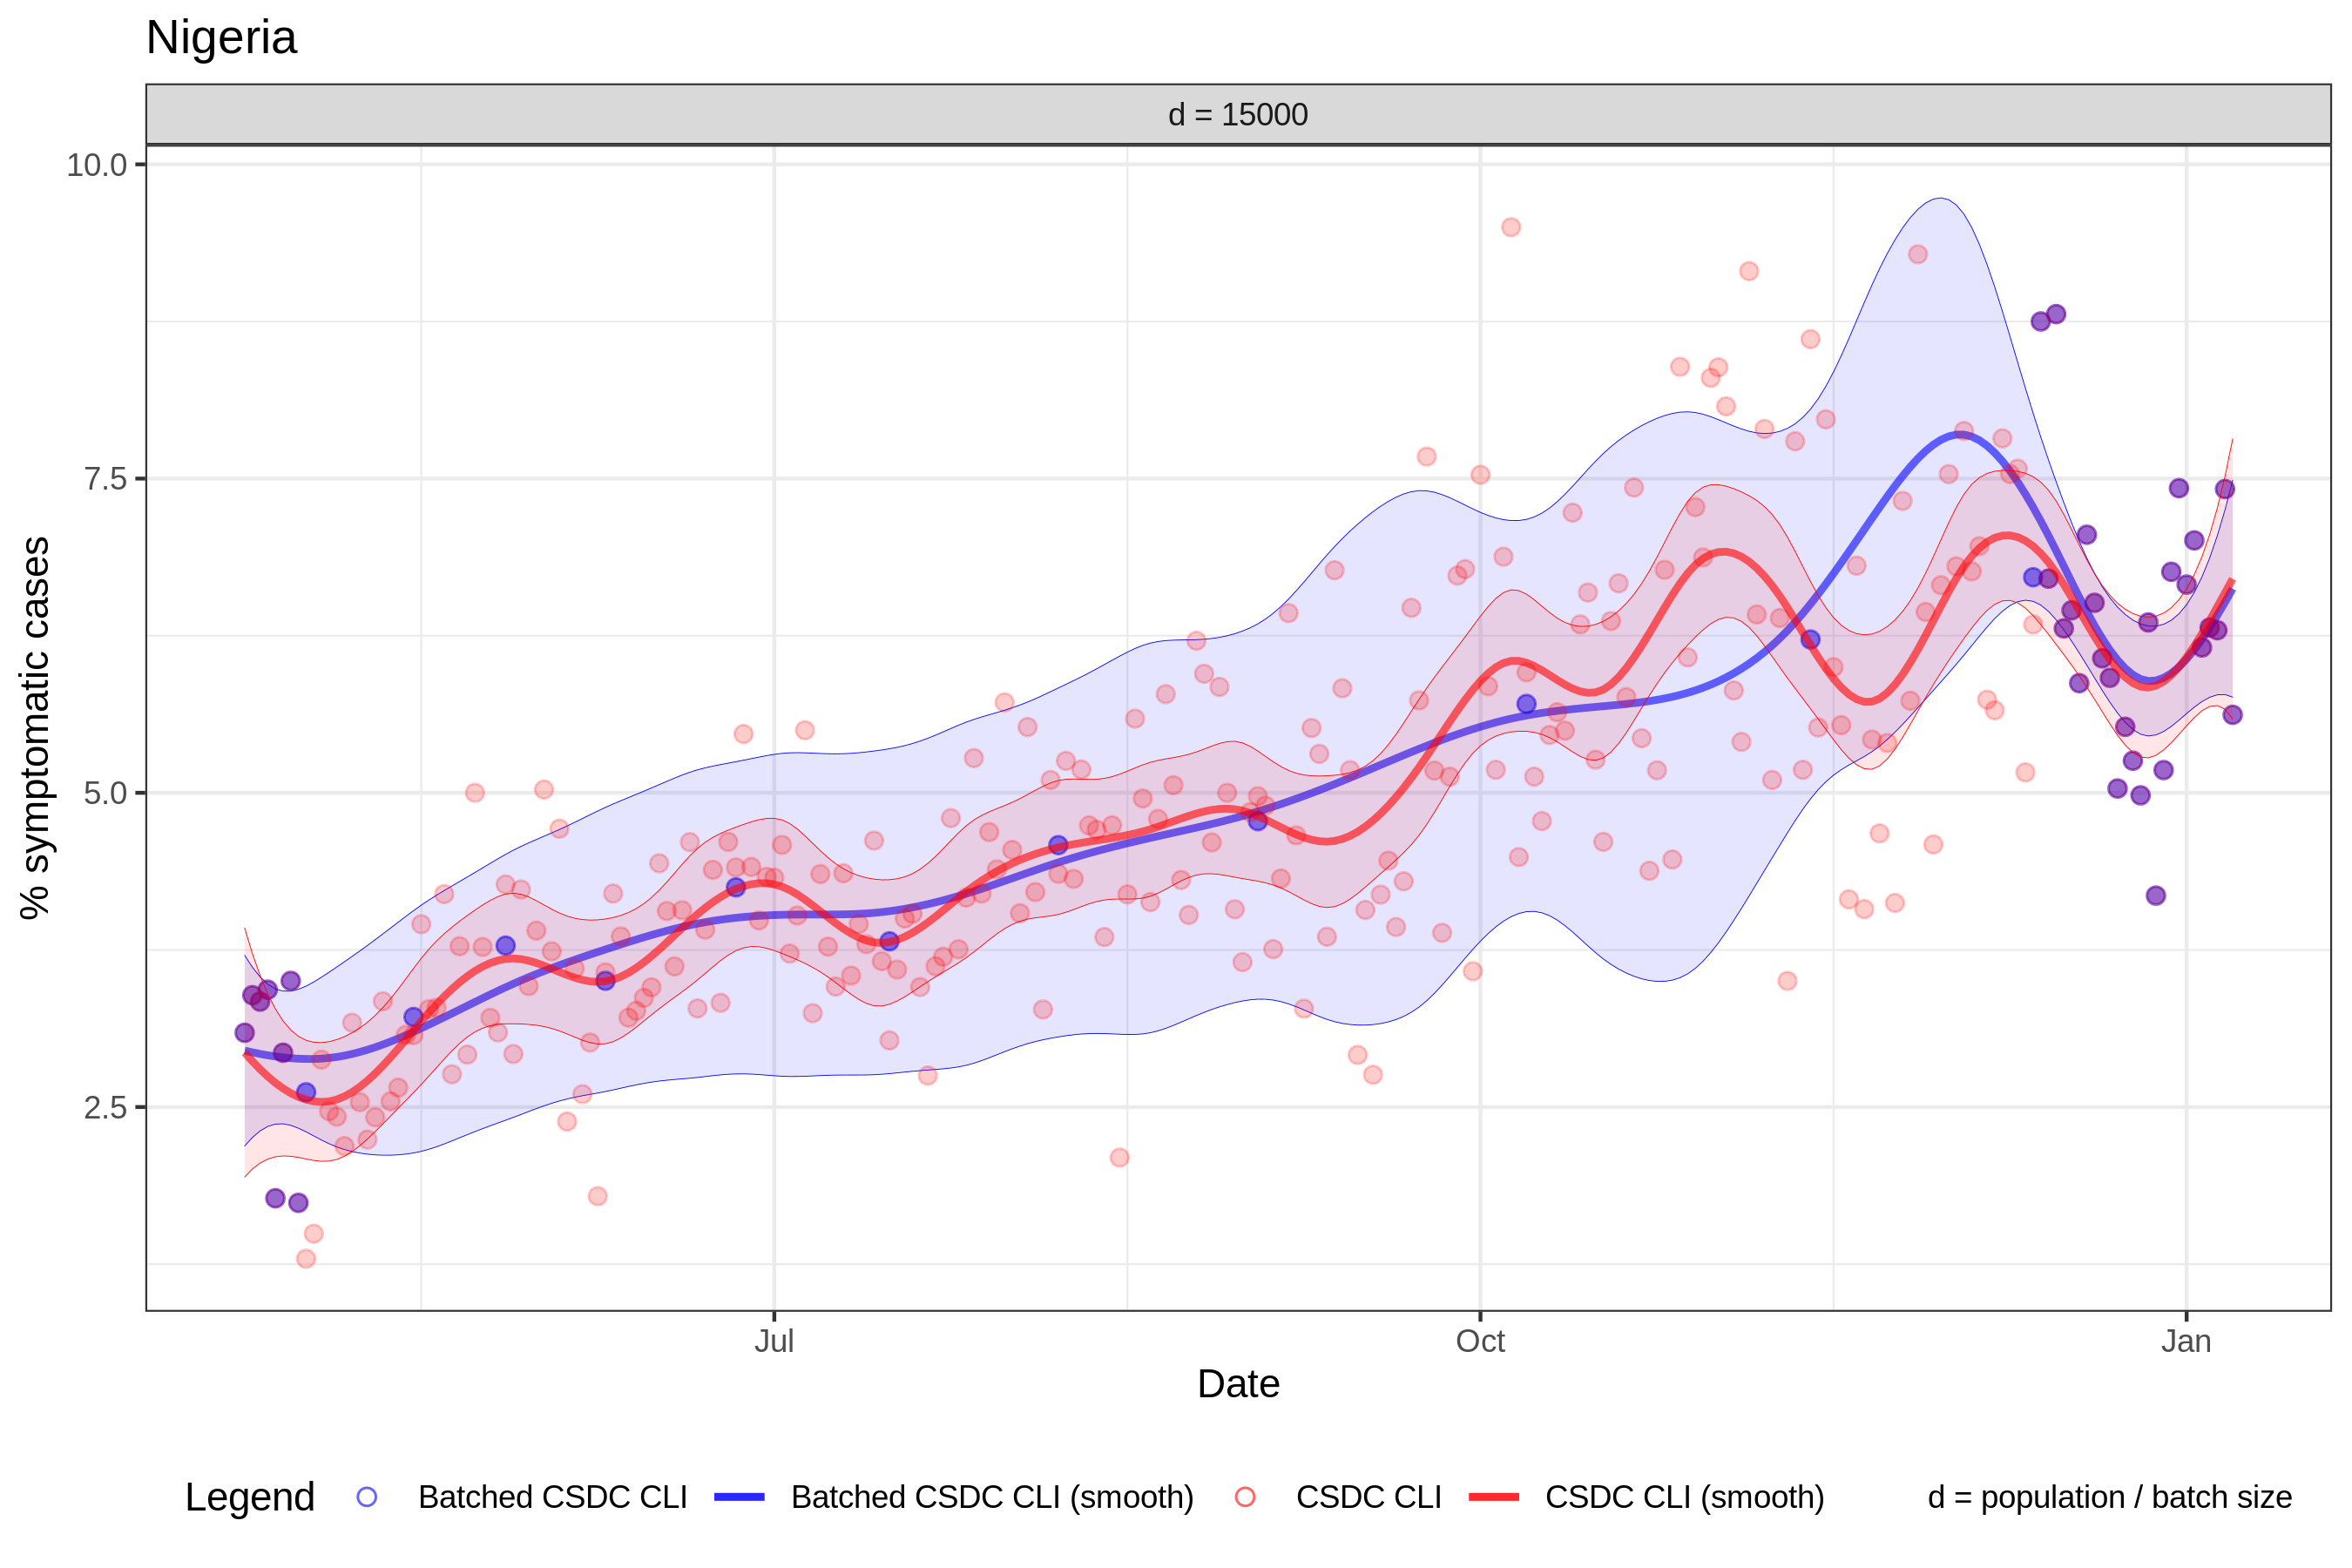 Nigeria
d = 15000
% symptomatic cases
10.0
7.5
5.0
2.5
Jul
Oct
Jan
Date
Legend Batched CSDC CLI Batched CSDC CLI (smooth) CSDC CLI CSDC CLI (smooth) d = population / batch size